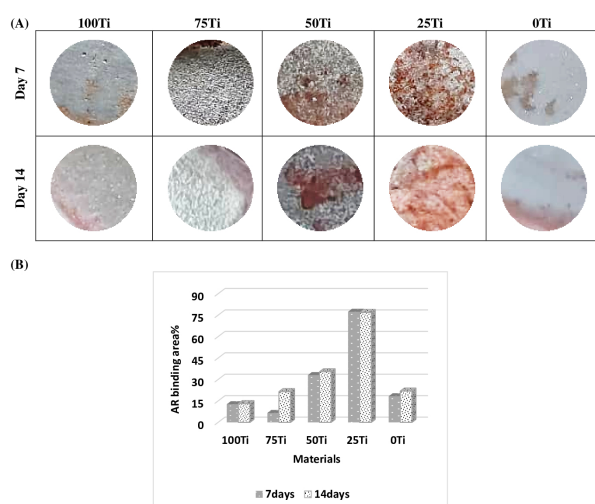 (A)
100Ti 75Ti 50Ti 25Ti 0Ti
Day 7
Day 14
(B)
90
75
60
45
30
15
0
AR binding area%
100Ti 75Ti 50Ti 25Ti 0Ti
Materials
7days 14days